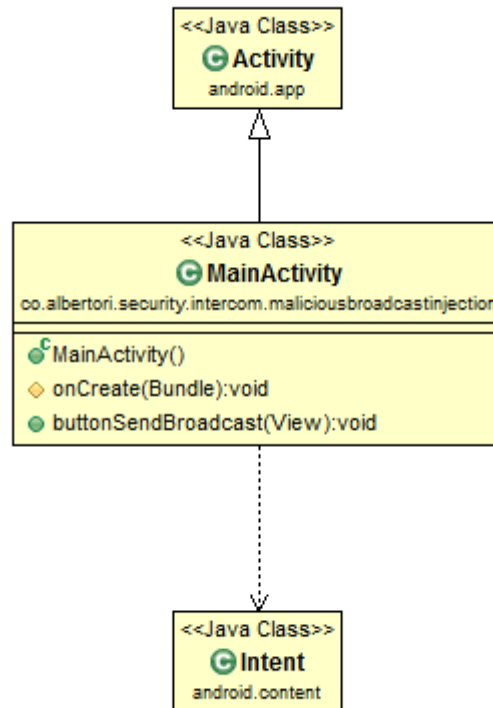 <<Java Class>>
C Activity
android.app
<<Java Class>>
C MainActivity
co.albertori.security.intercom.maliciousbroadcastinjection
C MainActivity()
onCreate(Bundle):void
buttonSendBroadcast(View):void
<<Java Class>>
C Intent
android.content